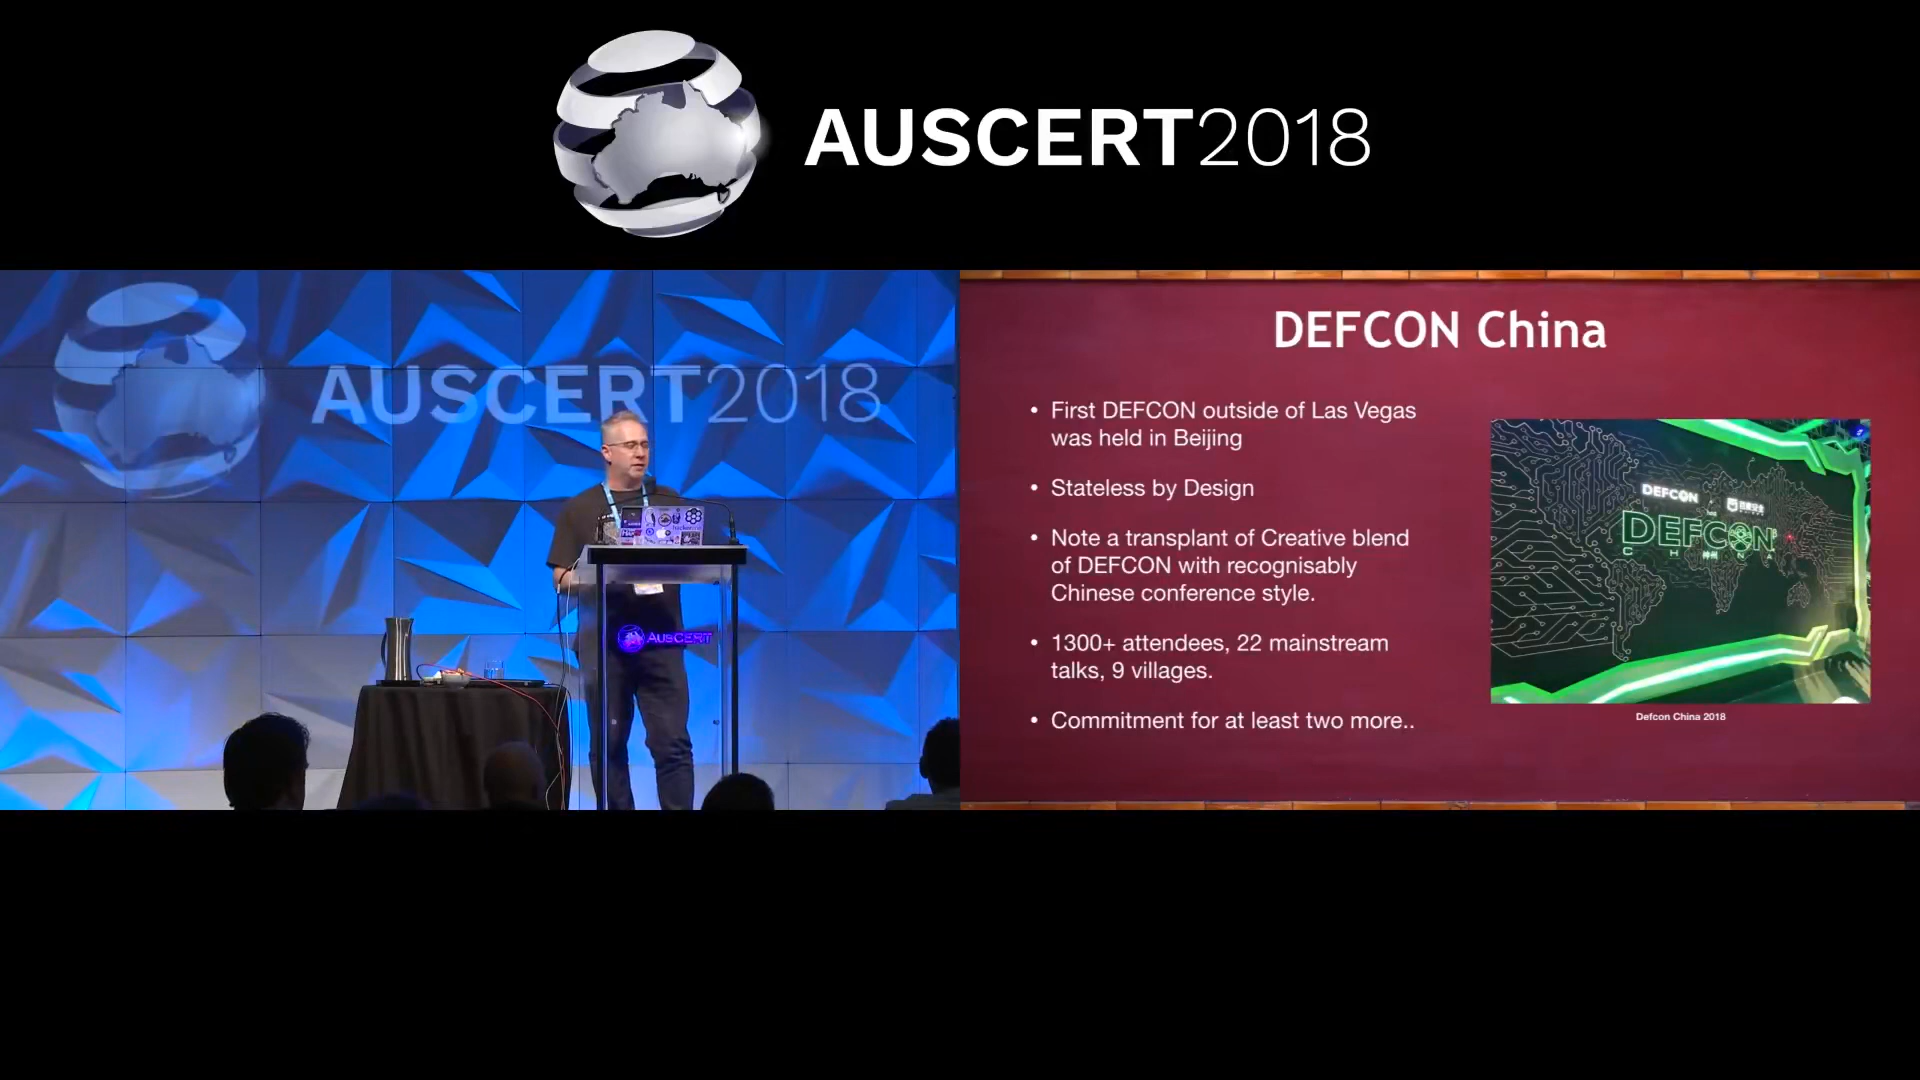 AUSCERT2018
AUSCERT2018
AUSCERT
DEFCON China
• First DEFCON outside of Las Vegas
was held in Beijing
• Stateless by Design
• Note a transplant of Creative blend
of DEFCON with recognisably
Chinese conference style.
• 1300+ attendees, 22 mainstream
talks, 9 villages.
• Commitment for at least two more..
DEFCON
DEFCON
CHINA
Defcon China 2018